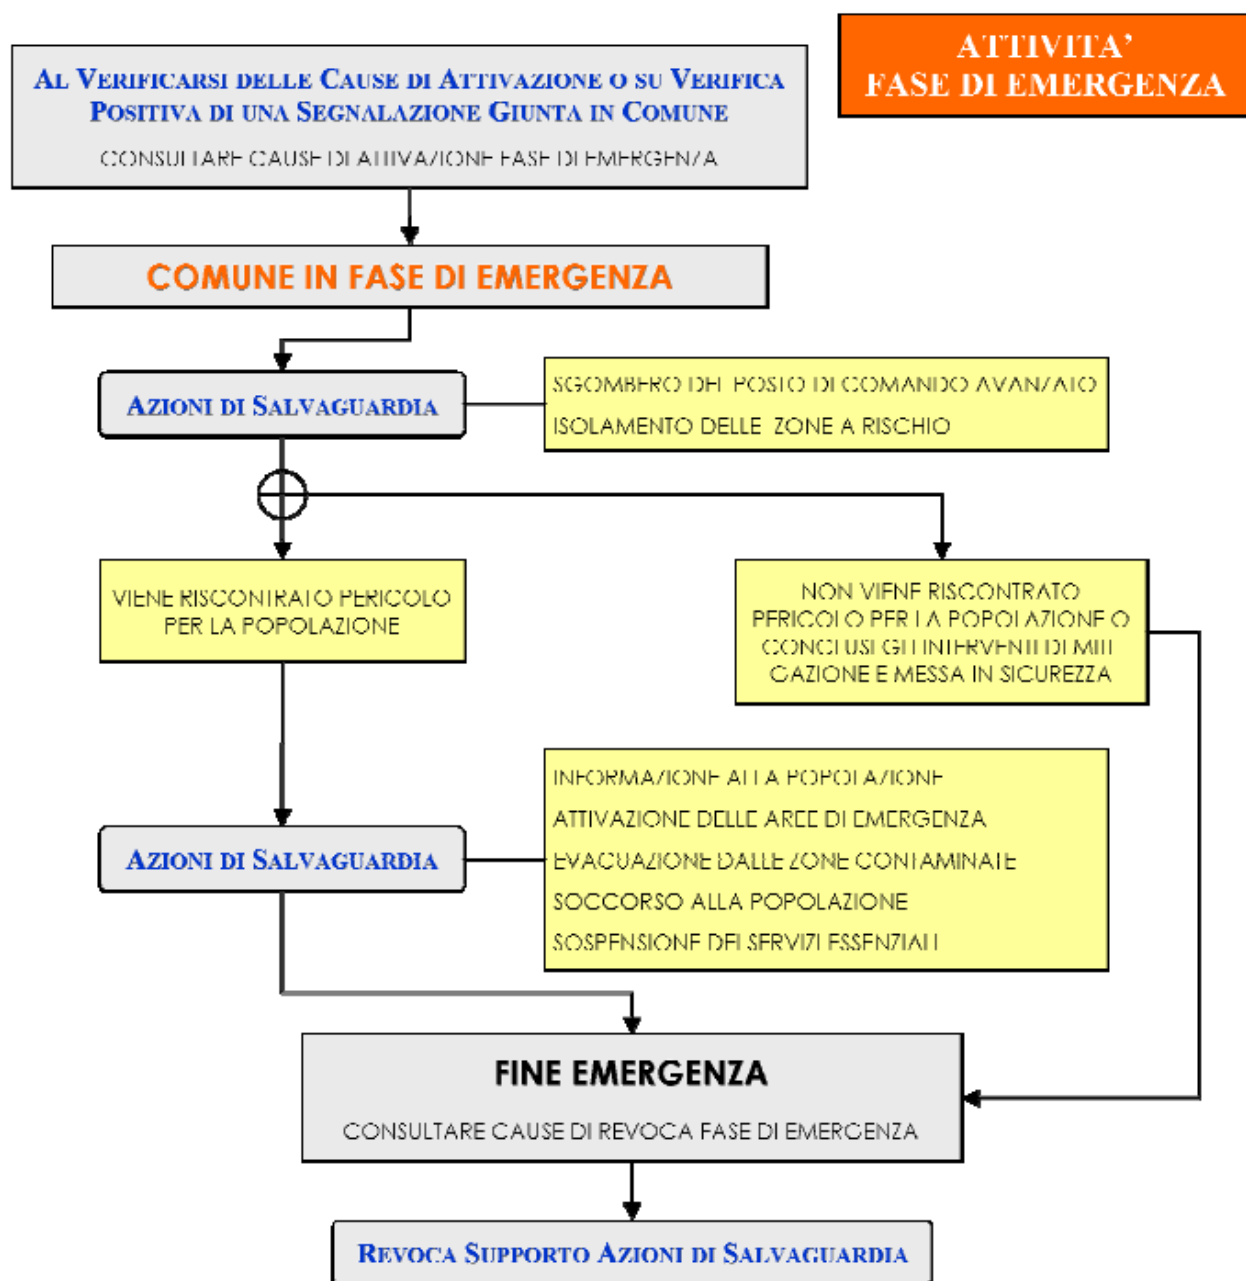 ATTIVITA'
FASE DI EMERGENZA
AL VERIFICARSI DELLE CAUSE DI ATTIVAZIONE O SU VERIFICA
POSITIVA DI UNA SEGNALAZIONE GIUNTA IN COMUNE
CONSULTARE CAUSE DI ATTIVAZIONE FASE DI EMERGENZA
COMUNE IN FASE DI EMERGENZA
AZIONI DI SALVAGUARDIA
SGOMBERO DEL POSTO DI COMANDO AVANZATO
ISOLAMENTO DELLE ZONE A RISCHIO
VIENE RISCONTRATO PERICOLO
PER LA POPOLAZIONE
NON VIENE RISCONTRATO
PERICOLO PER LA POPOLAZIONE O
CONCLUSI GLI INTERVENTI DI MITI
GAZIONE E MESSA IN SICUREZZA
INFORMAZIONE ALLA POPOLAZIONE
ATTIVAZIONE DELLE AREE DI EMERGENZA
AZIONI DI SALVAGUARDIA
EVACUAZIONE DALLE ZONE CONTAMINATE
SOCCORSO ALLA POPOLAZIONE
SOSPENSIONE DEI SERVIZI ESSENZIALI
FINE EMERGENZA
CONSULTARE CAUSE DI REVOCA FASE DI EMERGENZA
REVOCA SUPPORTO AZIONI DI SALVAGUARDIA